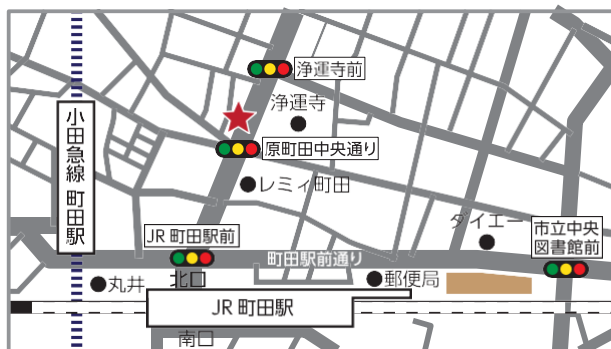 浄運寺前
浄運寺
原町田中央通り
小田急線 町田駅
レミィ町田
ダイエー
市立中央
図書館前
JR 町田駅前
町田駅前通り
北口
丸井
郵便局
JR 町田駅
南口